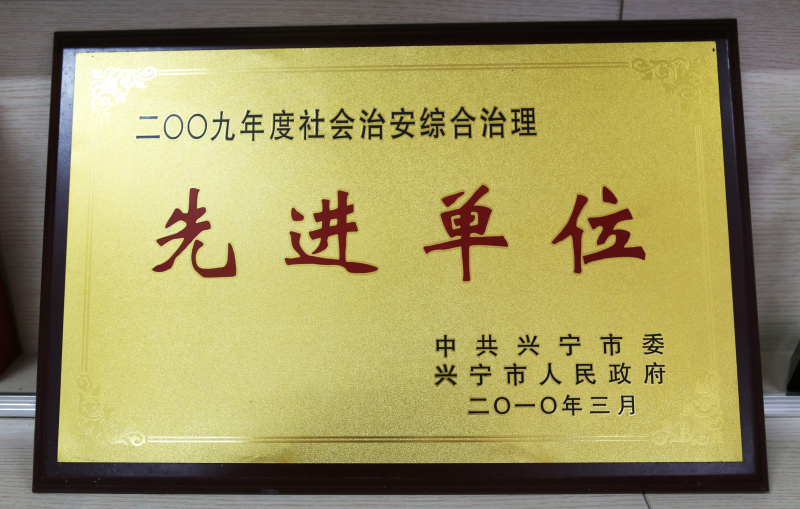 二〇〇九年度社会治安综合治理
先进单位
中共兴宁市委
兴宁市人民政府
二〇一〇年三月